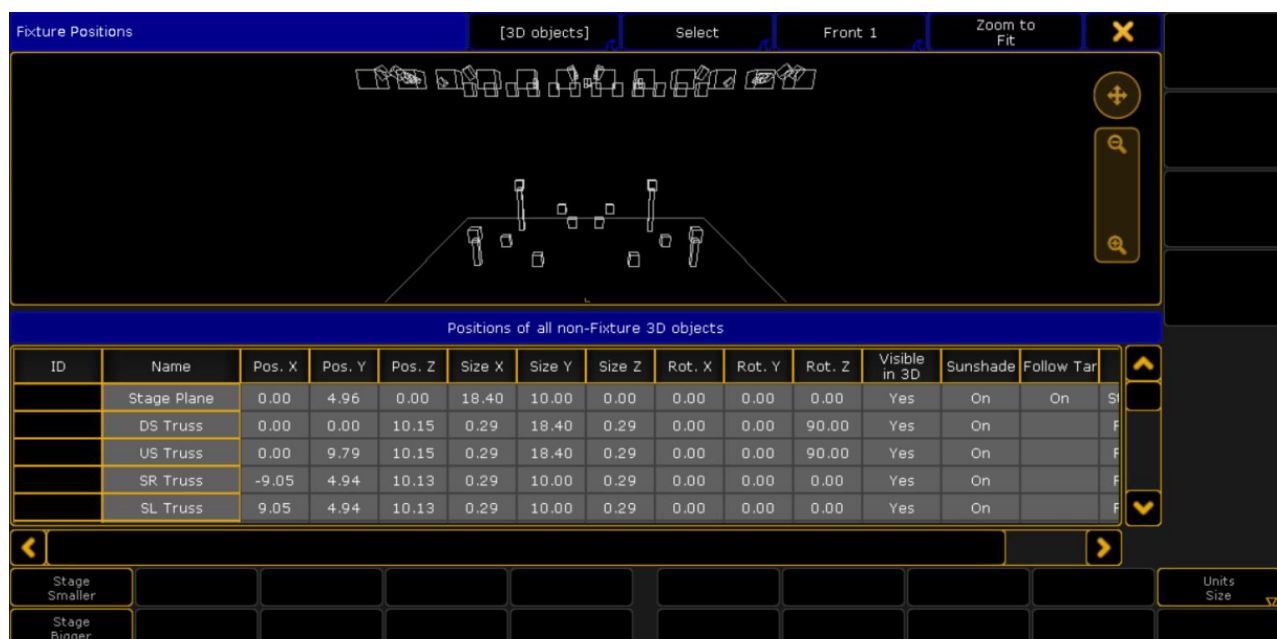 Fixture Positions [3D objects] Select Front 1 Zoom to
Fit
Positions of all non-Fixture 3D objects
ID Name Pos. X Pos. Y Pos. Z Size X Size Y Size Z Rot. X Rot. Y Rot. Z Visible
in 3D Sunshade Follow Tar
Stage Plane 0.00 4.96 0.00 18.40 10.00 0.00 0.00 0.00 0.00 Yes On On St
DS Truss 0.00 0.00 10.15 0.29 18.40 0.29 0.00 0.00 90.00 Yes On F
US Truss 0.00 9.79 10.15 0.29 18.40 0.29 0.00 0.00 90.00 Yes On F
SR Truss -9.05 4.94 10.13 0.29 10.00 0.29 0.00 0.00 0.00 Yes On F
SL Truss 9.05 4.94 10.13 0.29 10.00 0.29 0.00 0.00 0.00 Yes On F
Stage
Smaller
Units
Size
Stage
Bigger